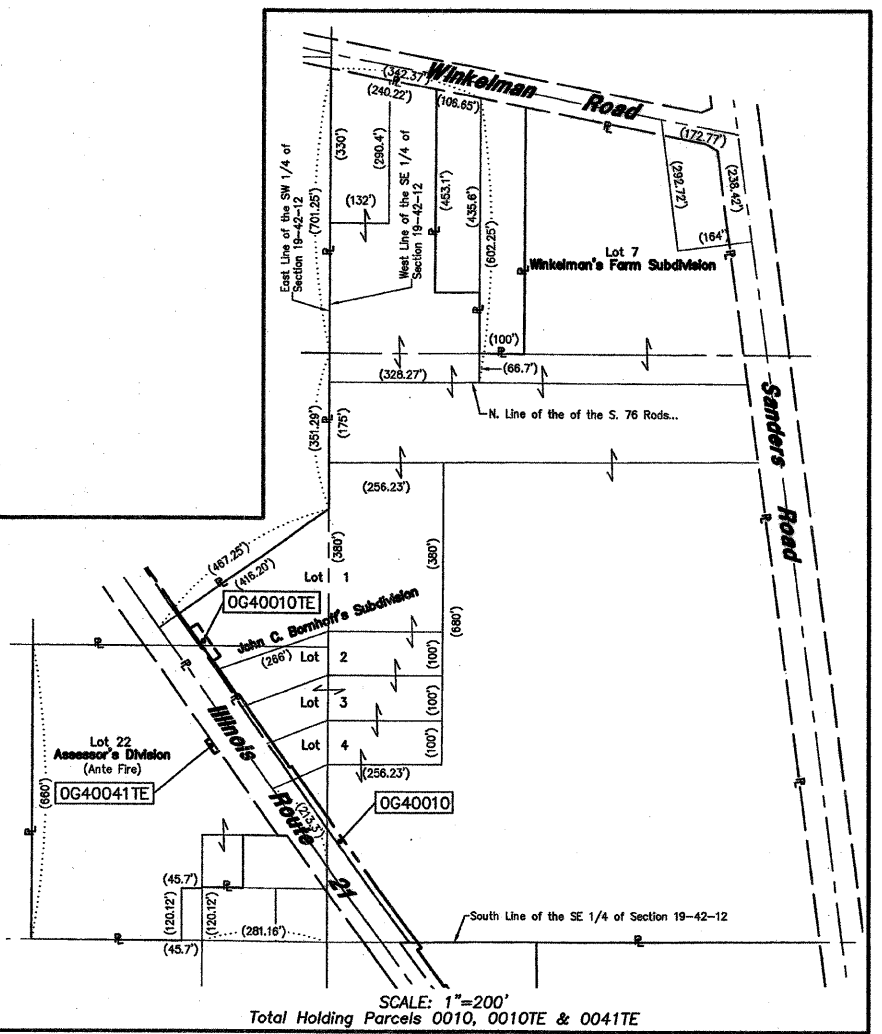 Winkelman Road
(342.37')
(240.22')
(106.65')
(172.77')
East Line of the SW 1/4 of
Section 19-42-12
(701.25')
(330')
(290.4')
(132')
West Line of the SE 1/4 of
Section 19-42-12
(453.1')
(435.6')
(602.25')
(292.72')
(238.42')
(164')
Lot 7
Winkelman's Farm Subdivision
(100')
(66.7')
(328.27')
N. Line of the of the S. 76 Rods...
Sanders Road
(351.29')
(175')
(256.23')
(467.25')
(416.20')
(380')
(380')
(680')
Lot 1
0G40010TE
John C. Bornhoff's Subdivision
(266')
Lot 2
(100')
Lot 3
(100')
Lot 4
(100')
(256.23')
Illinois Route 21
Lot 22
Assessor's Division
(Ante Fire)
0G40041TE
(660')
0G40010
(213.3')
(45.7')
(120.12')
(120.12')
(281.16')
(45.7')
South Line of the SE 1/4 of Section 19-42-12
SCALE: 1"=200'
Total Holding Parcels 0010, 0010TE & 0041TE